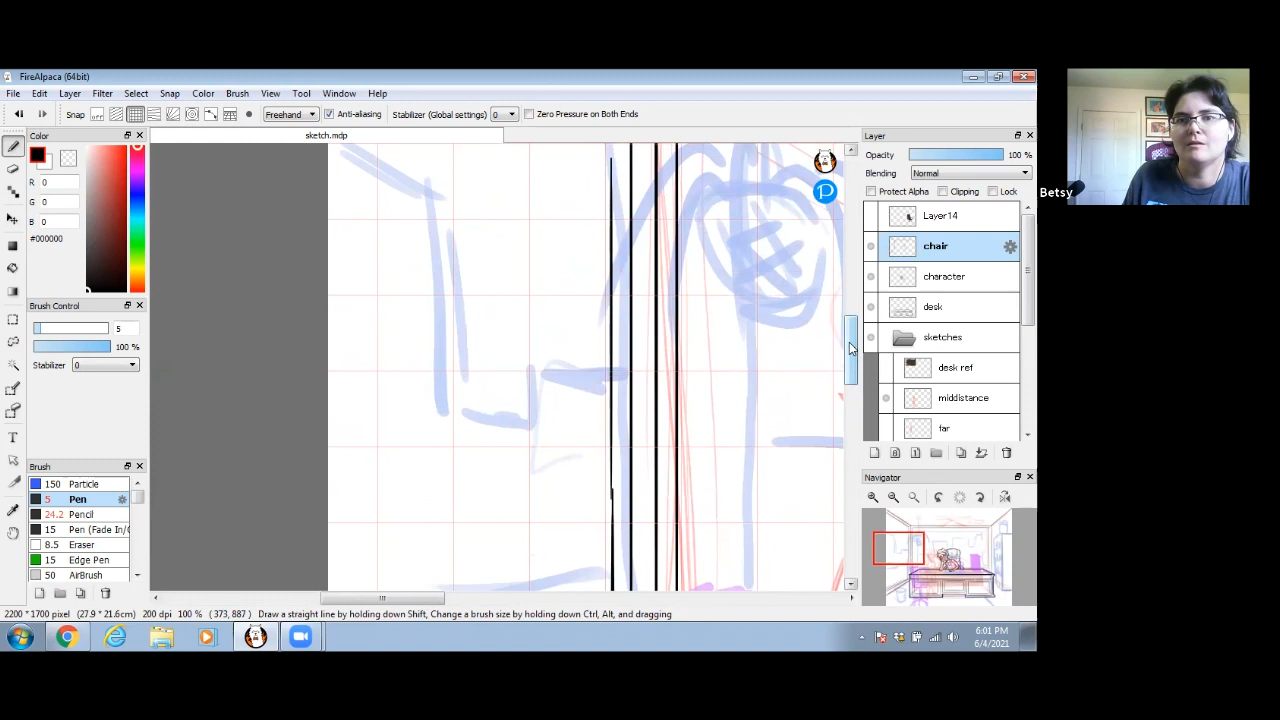 FireAlpaca (64bit)
File Edit Layer Filter Select Snap Color Brush View Tool Window Help
Snap OFF Freehand Anti-aliasing Stabilizer (Global settings) 0 Zero Pressure on Both Ends
Color
sketch.mdp
Layer
Opacity 100 %
Blending Normal
Protect Alpha Clipping Lock
R 0
G 0
B 0
#000000
Layer14
chair
character
desk
sketches
desk ref
middistance
far
Brush Control
5
100 %
Stabilizer 0
Brush
150 Particle
5 Pen
24.2 Pencil
15 Pen (Fade In/O
8.5 Eraser
15 Edge Pen
50 AirBrush
Navigator
2200 * 1700 pixel (27.9 * 21.6cm) 200 dpi 100 % (373, 887) Draw a straight line by holding down Shift, Change a brush size by holding down Ctrl, Alt, and dragging
6:01 PM
6/4/2021
Betsy